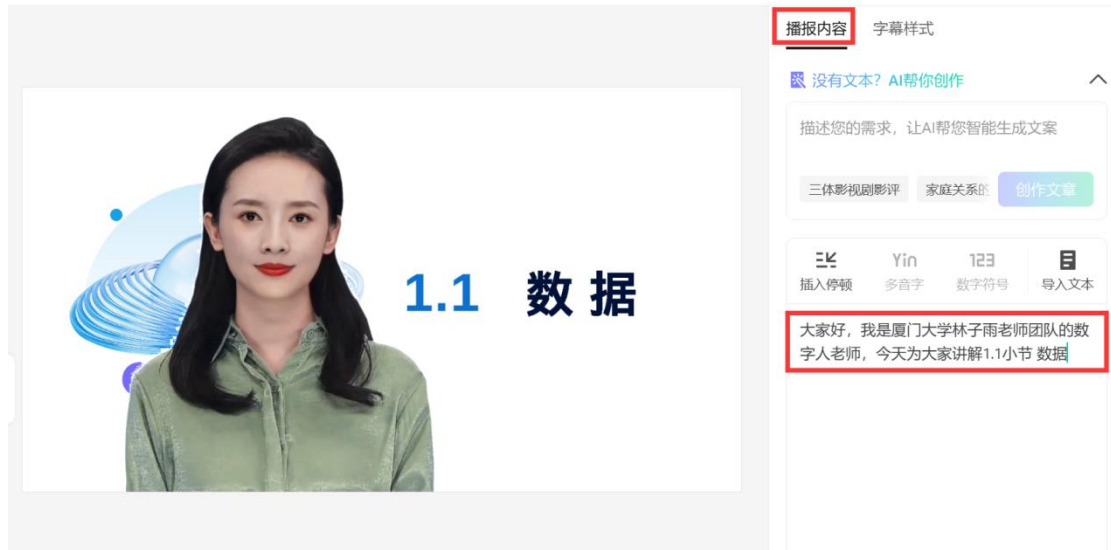 播报内容 字幕样式
没有文本？AI帮你创作
描述您的需求，让AI帮您智能生成文案
三体影视剧影评 家庭关系的 创作文章
Yin 123
插入停顿 多音字 数字符号 导入文本
大家好，我是厦门大学林子雨老师团队的数
字人老师，今天为大家讲解1.1小节 数据
1.1 数据